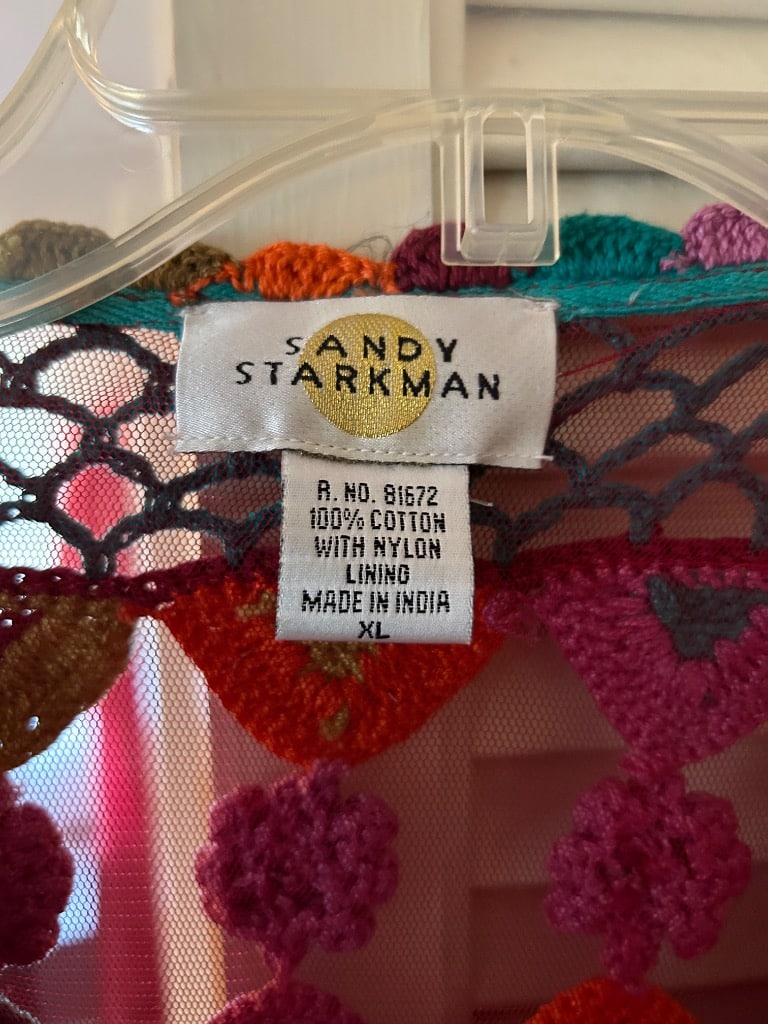 SANDY
STARKMAN
R. NO. 81672
100% COTTON
WITH NYLON
LINING
MADE IN INDIA
XL